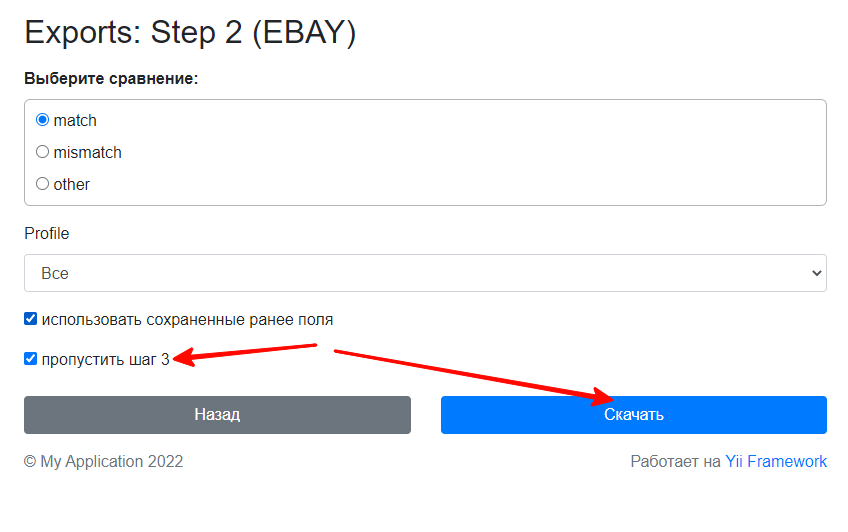 Exports: Step 2 (EBAY)
Выберите сравнение:
match
mismatch
other
Profile
Все
использовать сохраненные ранее поля
пропустить шаг 3
Назад
Скачать
© My Application 2022
Работает на Yii Framework